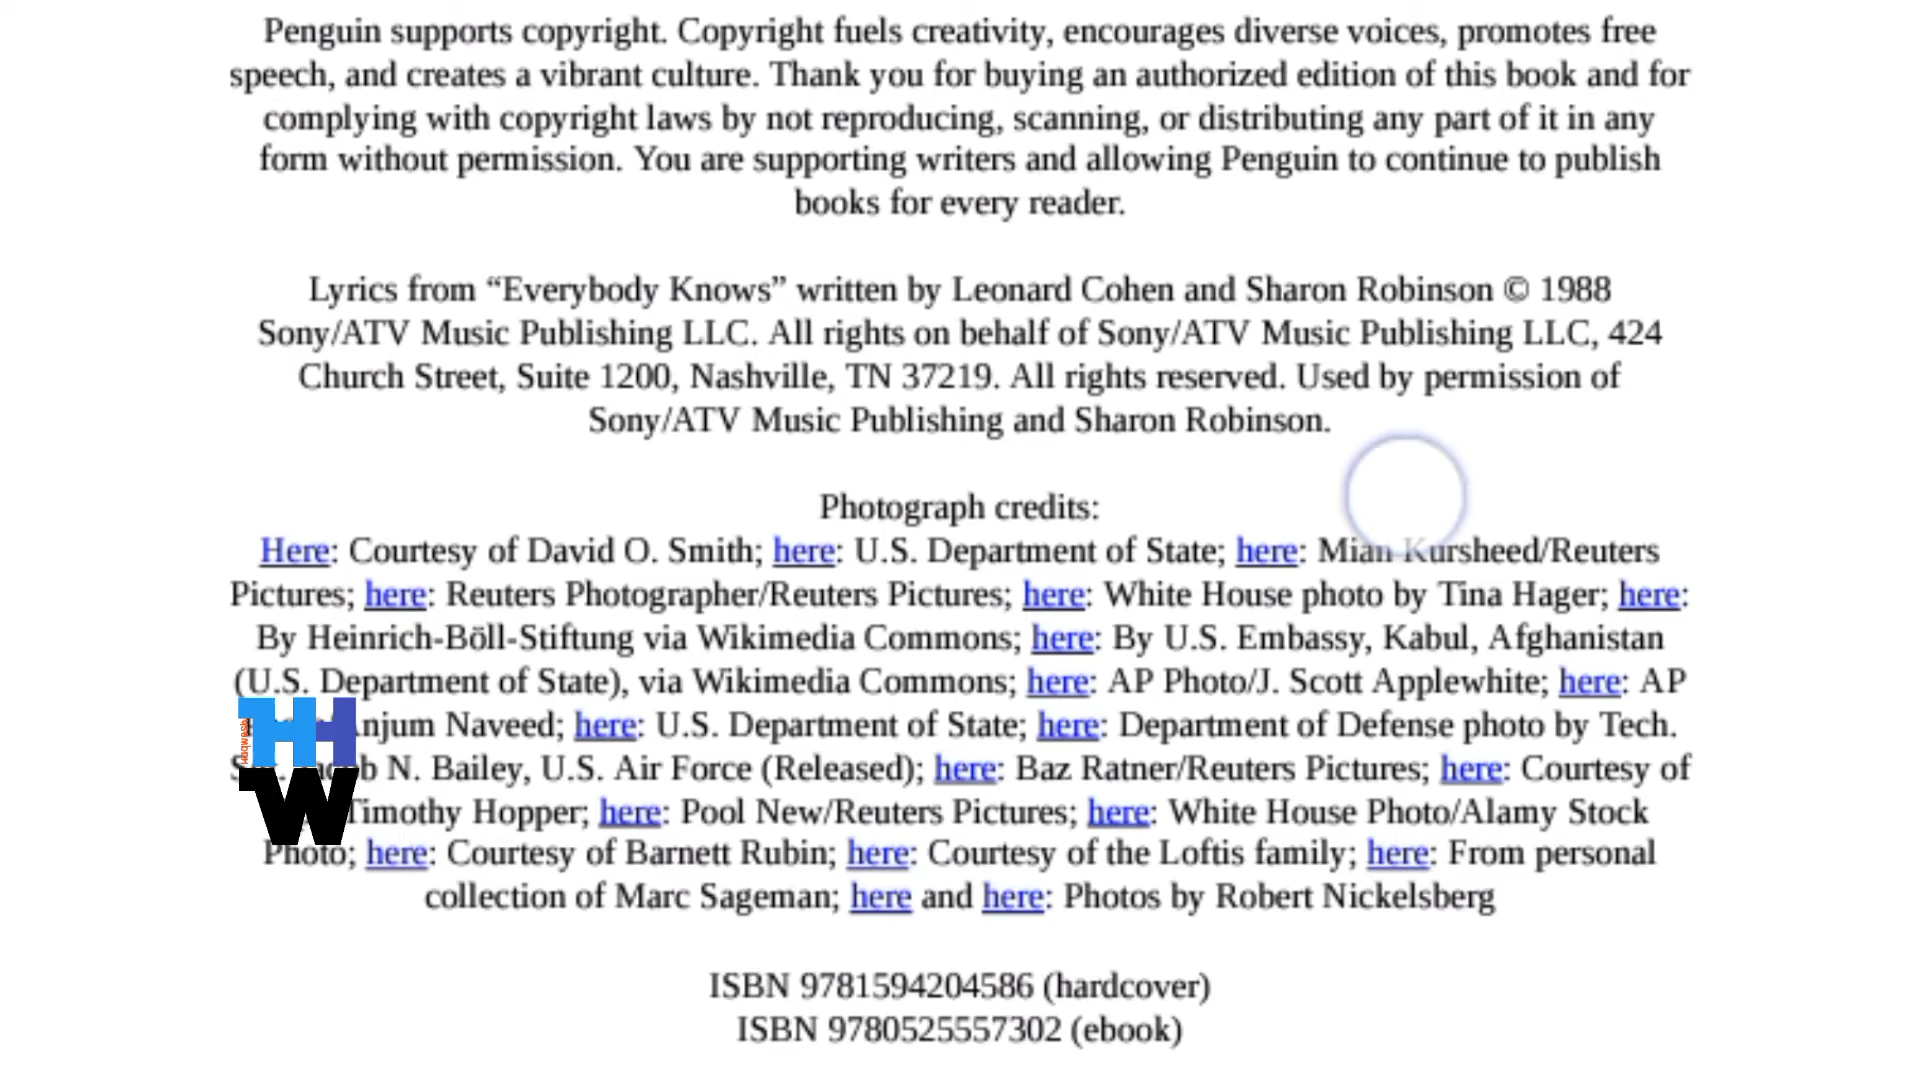 Penguin supports copyright. Copyright fuels creativity, encourages diverse voices, promotes free
speech, and creates a vibrant culture. Thank you for buying an authorized edition of this book and for
complying with copyright laws by not reproducing, scanning, or distributing any part of it in any
form without permission. You are supporting writers and allowing Penguin to continue to publish
books for every reader.
Lyrics from “Everybody Knows” written by Leonard Cohen and Sharon Robinson © 1988
Sony/ATV Music Publishing LLC. All rights on behalf of Sony/ATV Music Publishing LLC, 424
Church Street, Suite 1200, Nashville, TN 37219. All rights reserved. Used by permission of
Sony/ATV Music Publishing and Sharon Robinson.
Photograph credits:
Here: Courtesy of David O. Smith; here: U.S. Department of State; here: Mian Kursheed/Reuters
Pictures; here: Reuters Photographer/Reuters Pictures; here: White House photo by Tina Hager; here:
By Heinrich-Böll-Stiftung via Wikimedia Commons; here: By U.S. Embassy, Kabul, Afghanistan
(U.S. Department of State), via Wikimedia Commons; here: AP Photo/J. Scott Applewhite; here: AP
Anjum Naveed; here: U.S. Department of State; here: Department of Defense photo by Tech.
N. Bailey, U.S. Air Force (Released); here: Baz Ratner/Reuters Pictures; here: Courtesy of
Timothy Hopper; here: Pool New/Reuters Pictures; here: White House Photo/Alamy Stock
Photo; here: Courtesy of Barnett Rubin; here: Courtesy of the Loftis family; here: From personal
collection of Marc Sageman; here and here: Photos by Robert Nickelsberg
ISBN 9781594204586 (hardcover)
ISBN 9780525557302 (ebook)
HW